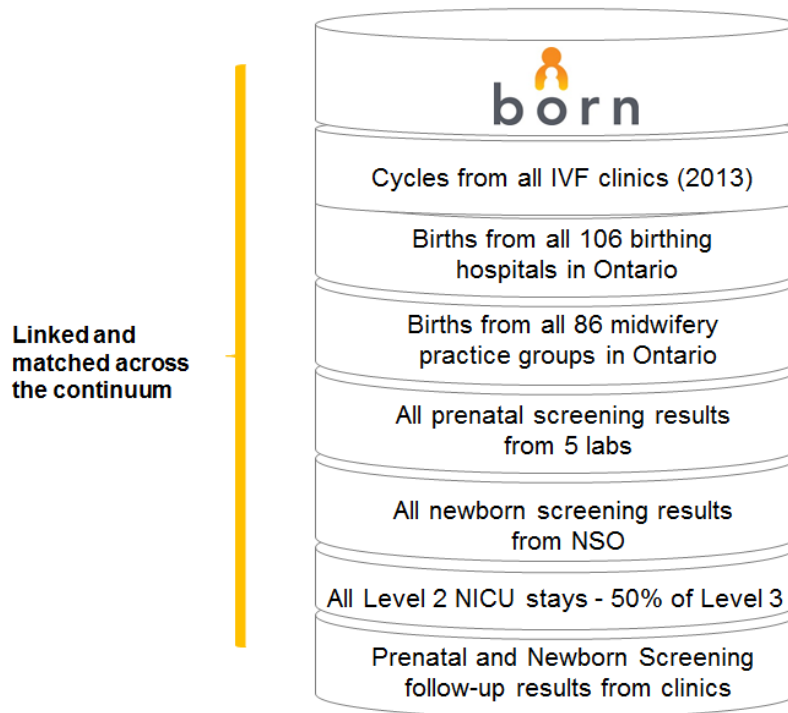 born
Cycles from all IVF clinics (2013)
Births from all 106 birthing
hospitals in Ontario
Births from all 86 midwifery
practice groups in Ontario
Linked and
matched across
the continuum
All prenatal screening results
from 5 labs
All newborn screening results
from NSO
All Level 2 NICU stays - 50% of Level 3
Prenatal and Newborn Screening
follow-up results from clinics